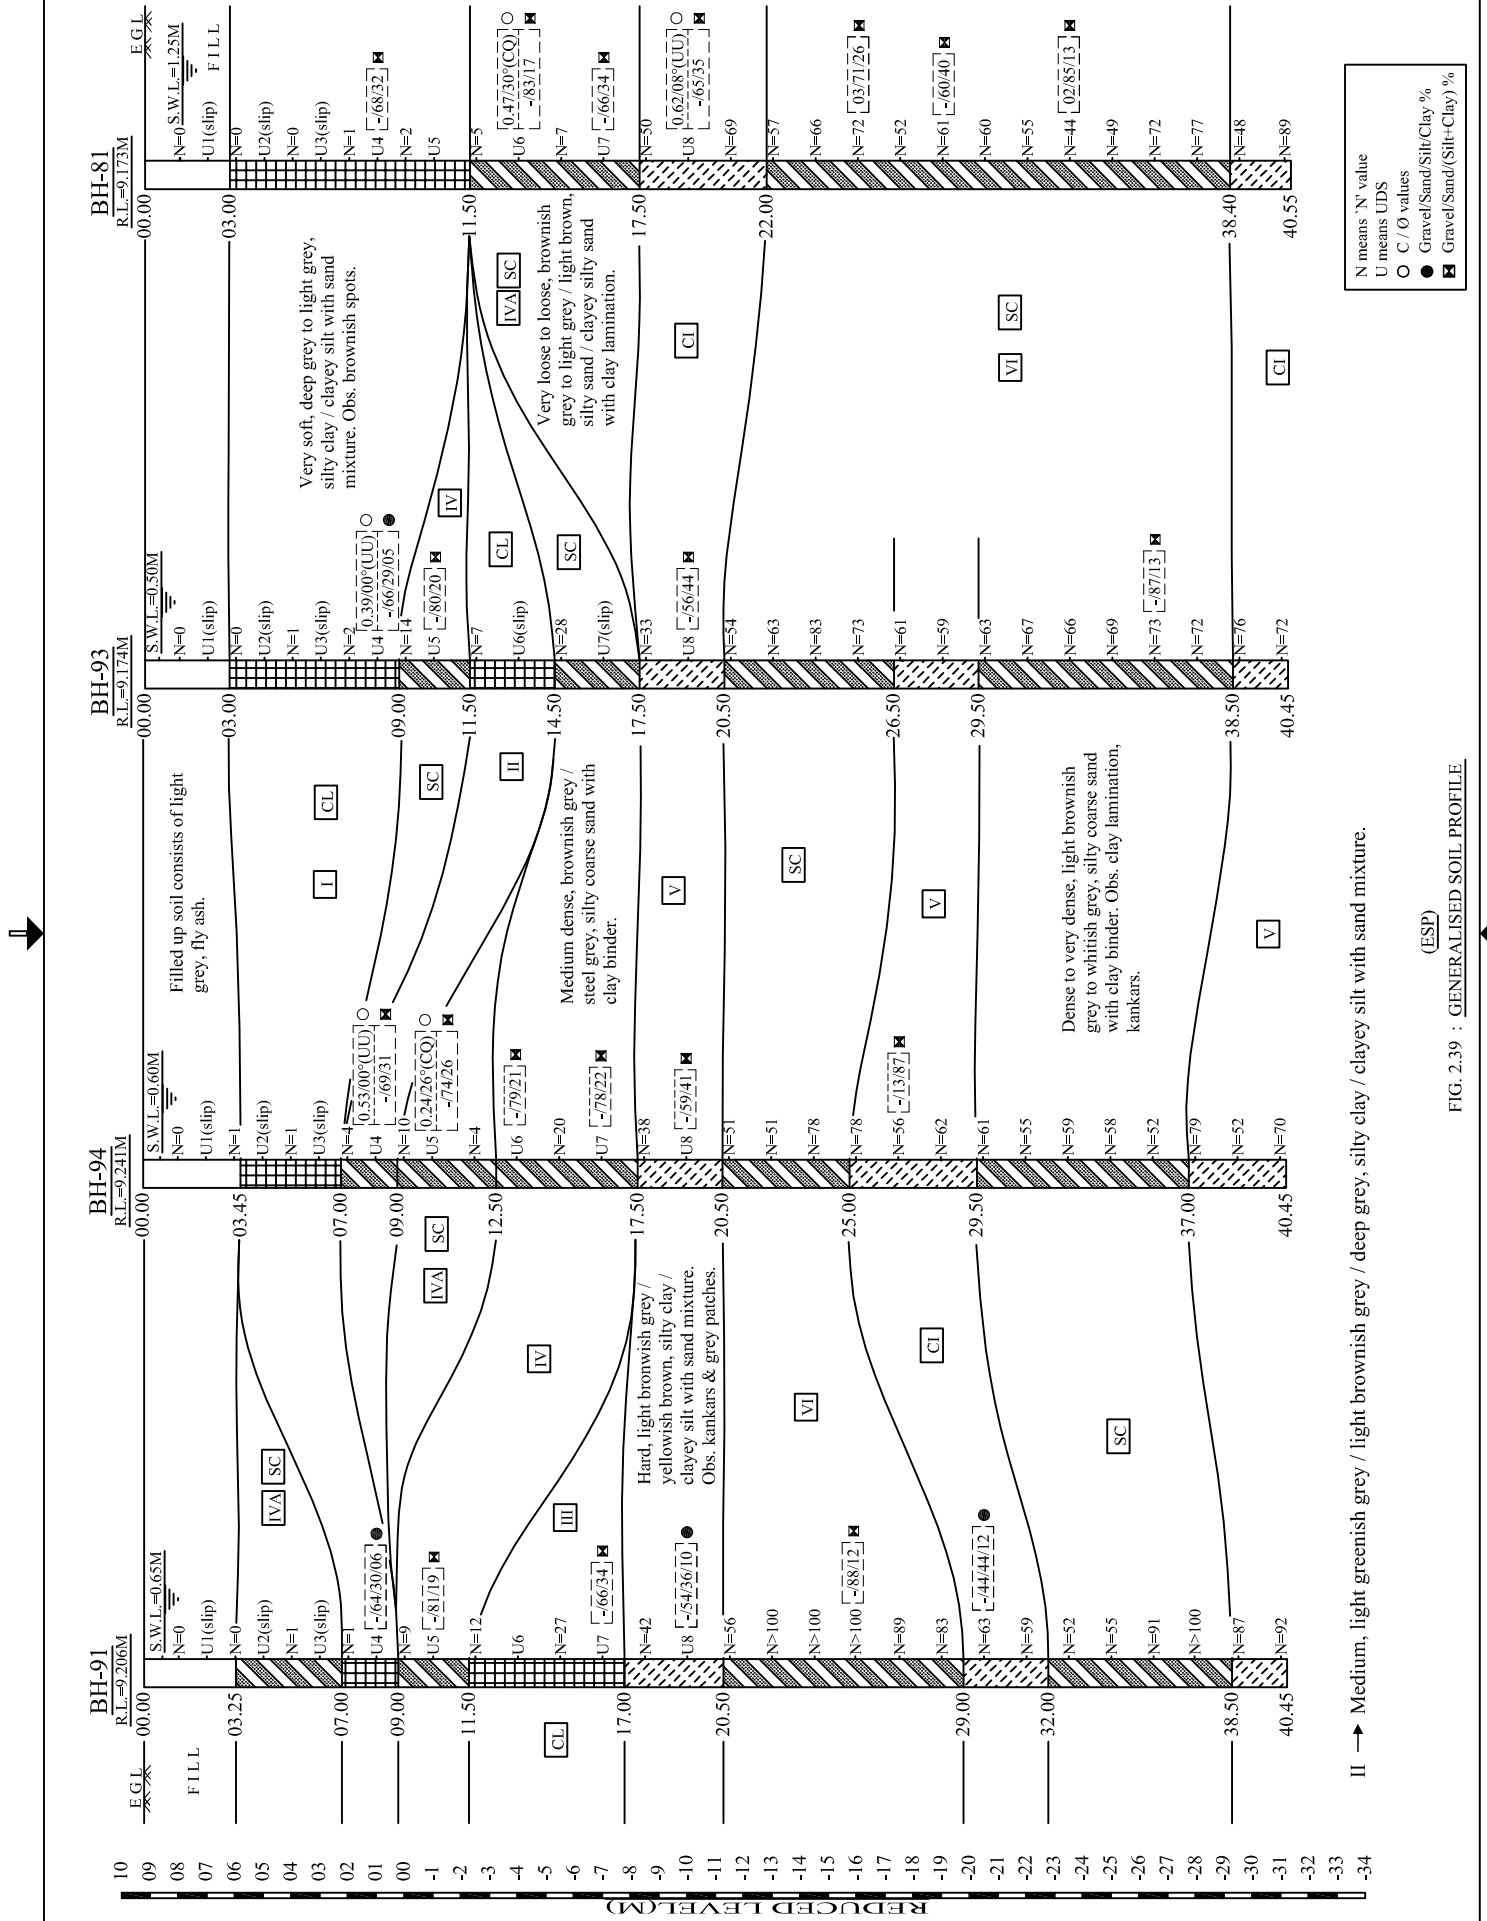 BH-91
R.L.=9.206M
BH-94
R.L.=9.241M
BH-93
R.L.=9.174M
BH-81
R.L.=9.173M
E G L
F I L L
00.00
03.25
07.00
09.00
11.50
17.00
20.50
29.00
32.00
38.50
40.45
CL
S.W.L.=0.65M
N=0
U1(slip)
N=0
U2(slip)
N=1
U3(slip)
N=1
U4
-/64/30/06
N=9
U5
-/81/19
N=12
U6
N=27
U7
-/66/34
N=42
U8
-/54/36/10
N=56
N>100
N>100
N>100
-/88/12
N=89
N=83
N=63
-/44/44/12
N=59
N=52
N=55
N=91
N>100
N=87
N=92
IVA
SC
IVA
SC
III
IV
Hard, light bronwish grey /
yellowish brown, silty clay /
clayey silt with sand mixture.
Obs. kankars & grey patches.
VI
CI
SC
00.00
03.45
07.00
09.00
12.50
17.50
20.50
25.00
29.50
37.00
40.45
S.W.L.=0.60M
N=0
U1(slip)
N=1
U2(slip)
N=1
U3(slip)
N=4
U4
0.53/00°(UU)
-/69/31
N=10
U5
0.24/26°(CQ)
-/74/26
N=4
U6
-/79/21
N=20
U7
-/78/22
N=38
U8
-/59/41
N=51
N=51
N=78
N=78
N=56
-/13/87
N=62
N=61
N=55
N=59
N=58
N=52
N=79
N=52
N=70
Filled up soil consists of light
grey, fly ash.
I
CL
SC
II
Medium dense, brownish grey /
steel grey, silty coarse sand with
clay binder.
V
SC
V
Dense to very dense, light brownish
grey to whitish grey, silty coarse sand
with clay binder. Obs. clay lamination,
kankars.
V
00.00
03.00
09.00
11.50
14.50
17.50
20.50
26.50
29.50
38.50
40.45
S.W.L.=0.50M
N=0
U1(slip)
N=0
U2(slip)
N=1
U3(slip)
N=2
U4
0.39/00°(UU)
-/66/29/05
N=14
U5
-/80/20
N=7
U6(slip)
N=28
U7(slip)
N=33
U8
-/56/44
N=54
N=63
N=83
N=73
N=61
N=59
N=63
N=67
N=66
N=69
N=73
-/87/13
N=72
N=76
N=72
Very soft, deep grey to light grey,
silty clay / clayey silt with sand
mixture. Obs. brownish spots.
IV
CL
SC
IVA
SC
Very loose to loose, brownish
grey to light grey / light brown,
silty sand / clayey silty sand
with clay lamination.
CI
VI
SC
CI
00.00
03.00
11.50
17.50
22.00
38.40
40.55
E G L
S.W.L.=1.25M
F I L L
N=0
U1(slip)
N=0
U2(slip)
N=0
U3(slip)
N=1
U4
-/68/32
N=2
U5
N=5
U6
0.47/30°(CQ)
-/83/17
N=7
U7
-/66/34
N=50
U8
0.62/08°(UU)
-/65/35
N=69
N=57
N=66
N=72
03/71/26
N=52
N=61
-/60/40
N=60
N=55
N=44
02/85/13
N=49
N=72
N=77
N=48
N=89
N means `N' value
U means UDS
C / Ø values
Gravel/Sand/Silt/Clay %
Gravel/Sand/(Silt+Clay) %
II → Medium, light greenish grey / light brownish grey / deep grey, silty clay / clayey silt with sand mixture.
(ESP)
FIG. 2.39 : GENERALISED SOIL PROFILE
REDUCED LEVEL(M)
10
09
08
07
06
05
04
03
02
01
00
-1
-2
-3
-4
-5
-6
-7
-8
-9
-10
-11
-12
-13
-14
-15
-16
-17
-18
-19
-20
-21
-22
-23
-24
-25
-26
-27
-28
-29
-30
-31
-32
-33
-34